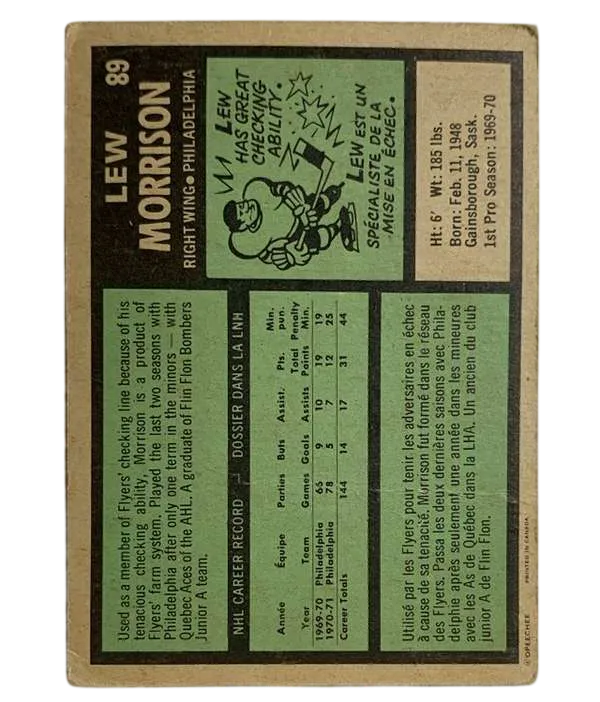 LEW 89
MORRISON
RIGHT WING • PHILADELPHIA
LEW
HAS GREAT
CHECKING
ABILITY.
LEW EST UN
SPÉCIALISTE DE LA
MISE EN ÉCHEC.
Ht: 6' Wt: 185 lbs.
Born: Feb. 11, 1948
Gainsborough, Sask.
1st Pro Season: 1969-70
Used as a member of Flyers' checking line because of his
tenacious checking ability, Morrison is a product of
Flyers' farm system. Played the last two seasons with
Philadelphia after only one term in the minors — with
Quebec Aces of the AHL. A graduate of Flin Flon Bombers
Junior A team.
NHL CAREER RECORD — DOSSIER DANS LA LNH
Année Équipe Parties Buts Assist. Pts. Min. pun.
Year Team Games Goals Assists Total Points Penalty Min.
1969-70 Philadelphia 66 9 10 19 19
1970-71 Philadelphia 78 5 7 12 25
Career Totals 144 14 17 31 44
Utilisé par les Flyers pour tenir les adversaires en échec
à cause de sa tenacité, Morrison fut formé dans le réseau
des Flyers. Passa les deux dernières saisons avec Phila-
delphie après seulement une année dans les mineures
avec les As de Québec dans la LHA. Un ancien du club
junior A de Flin Flon.
© OPEECHEE PRINTED IN CANADA